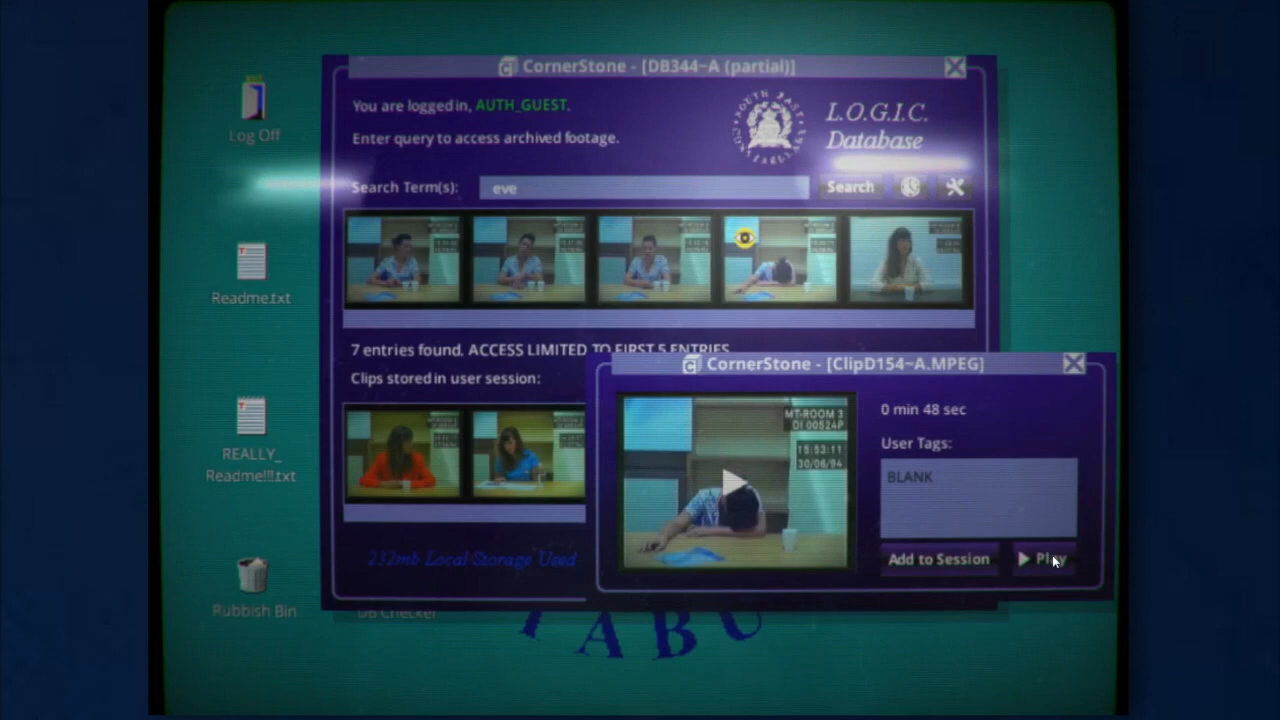 CornerStone - [DB344~A (partial)]
You are logged in, AUTH_GUEST.
Enter query to access archived footage.
L.O.G.I.C.
Database
Search Term(s):
eve
Search
Log Off
Readme.txt
REALLY_
Readme!!!.txt
Rubbish Bin
7 entries found. ACCESS LIMITED TO FIRST 5 ENTRIES
Clips stored in user session:
232mb Local Storage Used
DB Checker
CornerStone - [ClipD154~A.MPEG]
MT-ROOM 3
DI 00524P
15:53:11
30/06/94
0 min 48 sec
User Tags:
BLANK
Add to Session
Play